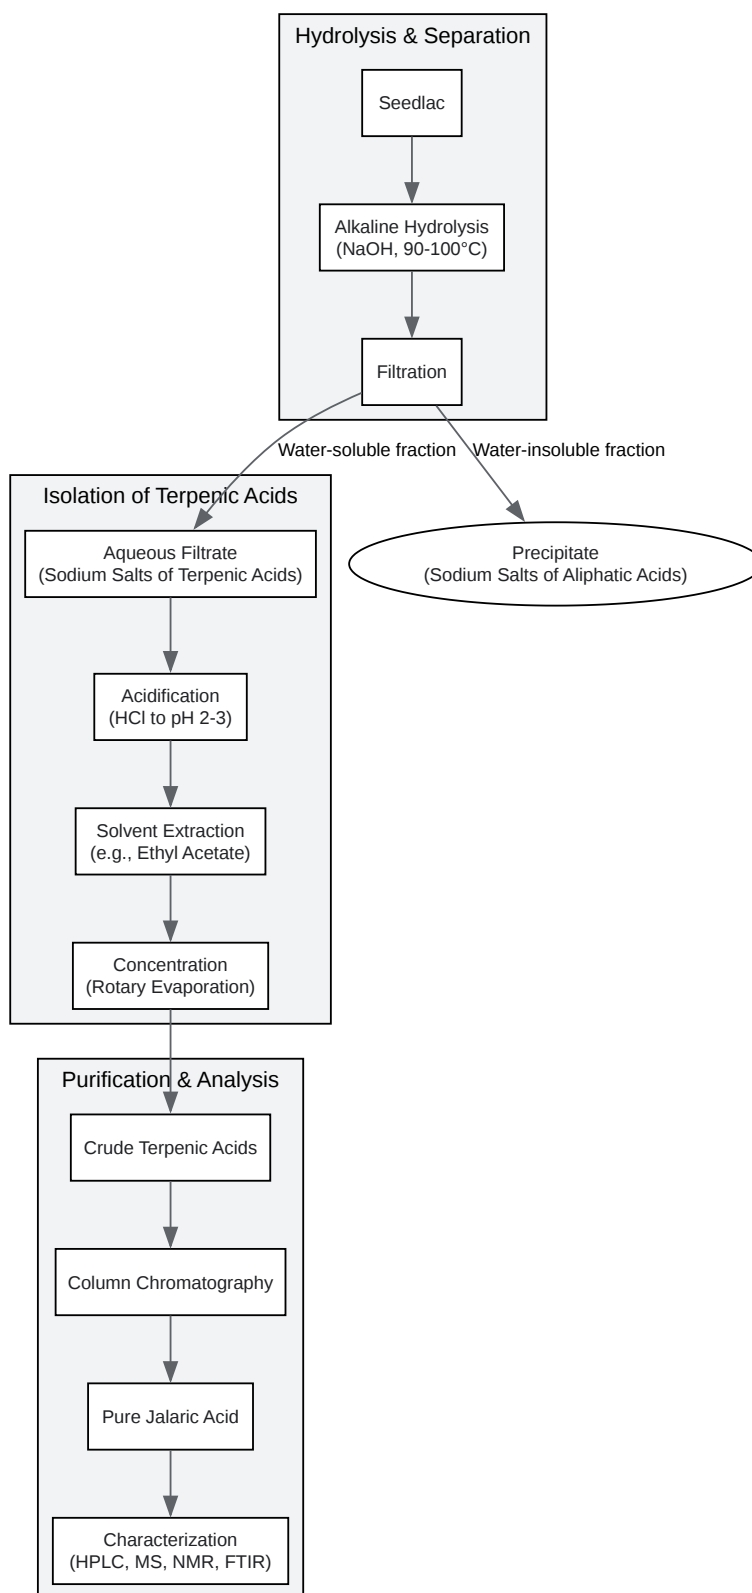 Hydrolysis & Separation
Seedlac
Alkaline Hydrolysis
(NaOH, 90-100°C)
Filtration
Water-soluble fraction
Water-insoluble fraction
Isolation of Terpenic Acids
Aqueous Filtrate
(Sodium Salts of Terpenic Acids)
Precipitate
(Sodium Salts of Aliphatic Acids)
Acidification
(HCl to pH 2-3)
Solvent Extraction
(e.g., Ethyl Acetate)
Concentration
(Rotary Evaporation)
Purification & Analysis
Crude Terpenic Acids
Column Chromatography
Pure Jalaric Acid
Characterization
(HPLC, MS, NMR, FTIR)